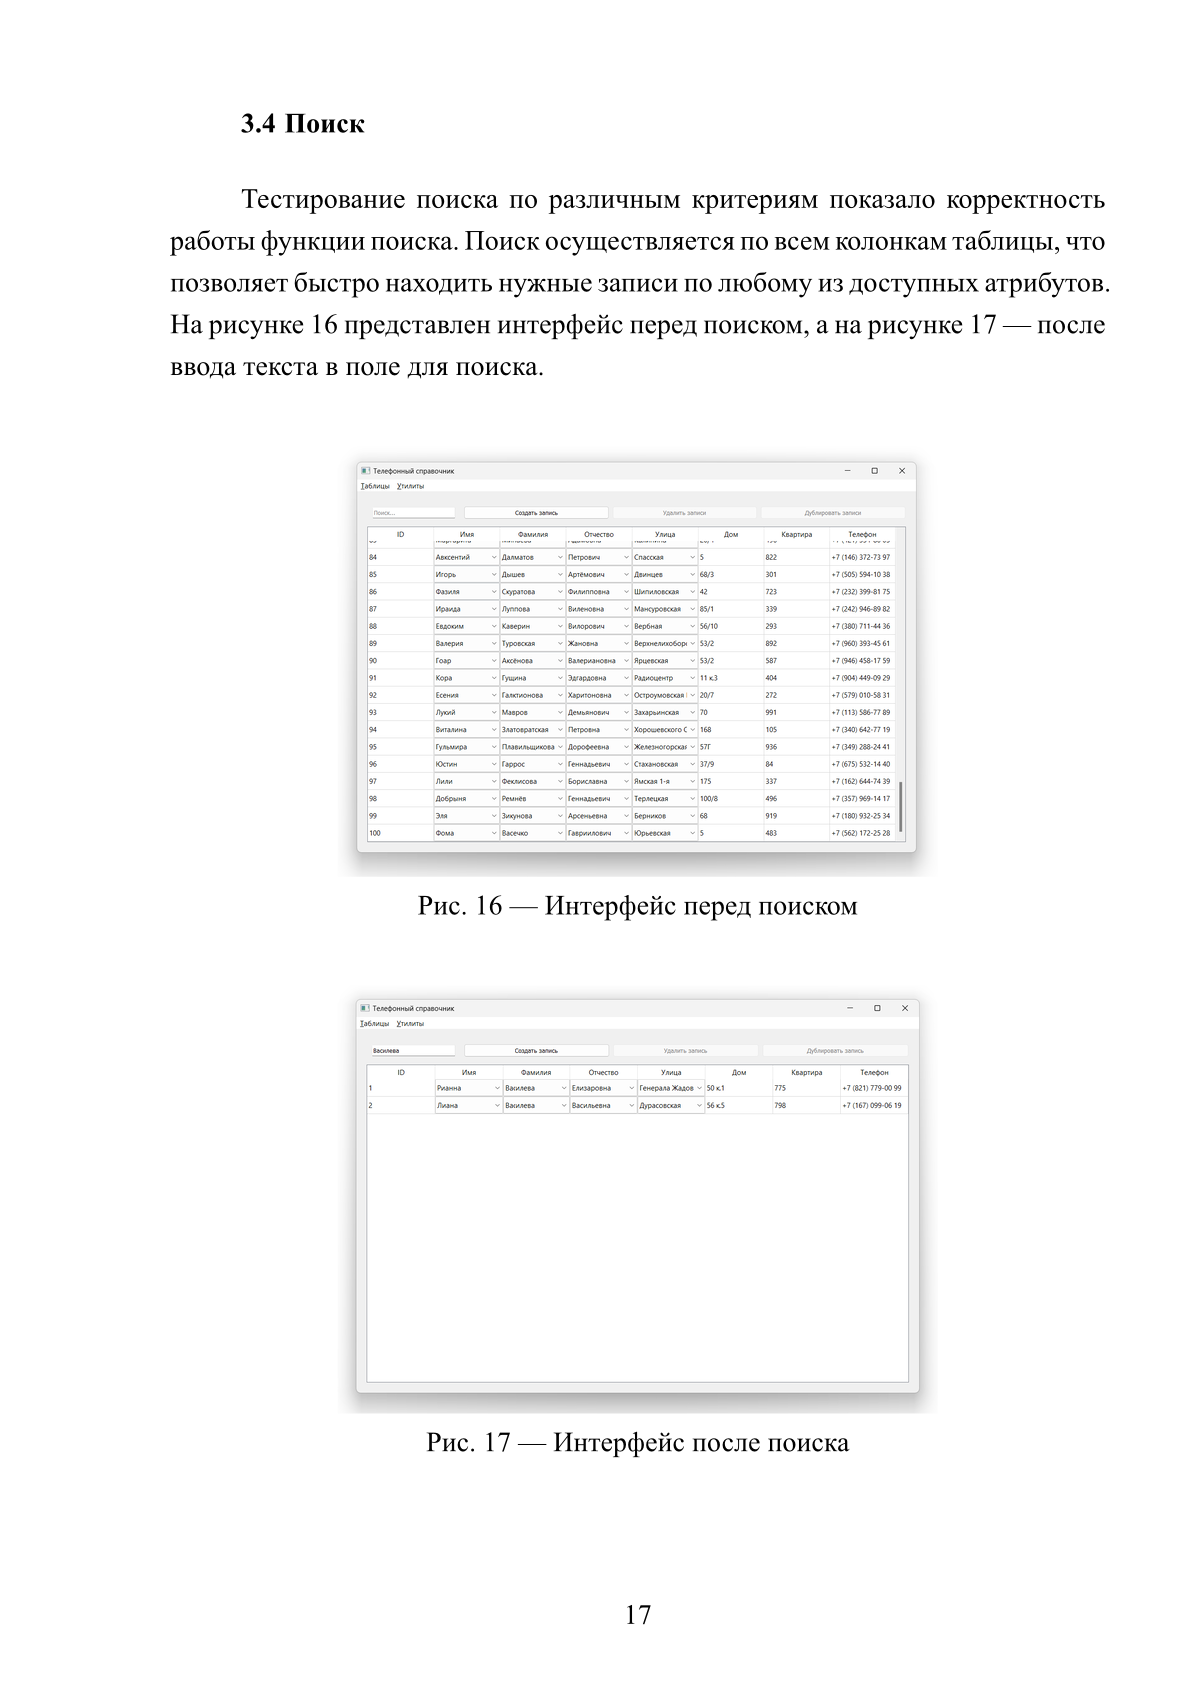 3.4 Поиск
Тестирование поиска по различным критериям показало корректность
работы функции поиска. Поиск осуществляется по всем колонкам таблицы, что
позволяет быстро находить нужные записи по любому из доступных атрибутов.
На рисунке 16 представлен интерфейс перед поиском, а на рисунке 17 — после
ввода текста в поле для поиска.
Телефонный справочник
Таблицы Утилиты
Поиск... Создать запись Удалить записи Дублировать записи
ID Имя Фамилия Отчество Улица Дом Квартира Телефон
84 Авксентий Далматов Петрович Спасская 5 822 +7 (146) 372-73 97
85 Игорь Дышев Артёмович Двинцев 68/3 301 +7 (505) 594-10 38
86 Фазиля Скуратова Филипповна Шипиловская 42 723 +7 (232) 399-81 75
87 Ираида Луппова Виленовна Мансуровская 85/1 339 +7 (242) 946-89 82
88 Евдоким Каверин Вилорович Вербная 56/10 293 +7 (380) 711-44 36
89 Валерия Туровская Жановна Верхнелихоборс 53/2 892 +7 (960) 393-45 61
90 Гоар Аксёнова Валериановна Ярцевская 53/2 587 +7 (946) 458-17 59
91 Кора Гущина Эдгардовна Радиоцентр 11 к.3 404 +7 (904) 449-09 29
92 Есения Галктионова Харитоновна Остроумовская 20/7 272 +7 (579) 010-58 31
93 Лукий Мавров Демьянович Захарьинская 70 991 +7 (113) 586-77 89
94 Виталина Златовратская Петровна Хорошевского С 168 105 +7 (340) 642-77 19
95 Гульмира Плавильщикова Дорофеевна Железногорская 57Г 936 +7 (349) 288-24 41
96 Юстин Гаррос Геннадьевич Стахановская 37/9 84 +7 (675) 532-14 40
97 Лили Феклисова Бориславна Ямская 1-я 175 337 +7 (162) 644-74 39
98 Добрыня Ремнёв Геннадьевич Терлецкая 100/8 496 +7 (357) 969-14 17
99 Эля Зикунова Арсеньевна Берников 68 919 +7 (180) 932-25 34
100 Фома Васечко Гавриилович Юрьевская 5 483 +7 (562) 172-25 28
Рис. 16 — Интерфейс перед поиском
Телефонный справочник
Таблицы Утилиты
Василева Создать запись Удалить запись Дублировать запись
ID Имя Фамилия Отчество Улица Дом Квартира Телефон
1 Рианна Василева Елизаровна Генерала Жадов 50 к.1 775 +7 (821) 779-00 99
2 Лиана Василева Васильевна Дурасовская 56 к.5 798 +7 (167) 099-06 19
Рис. 17 — Интерфейс после поиска
17